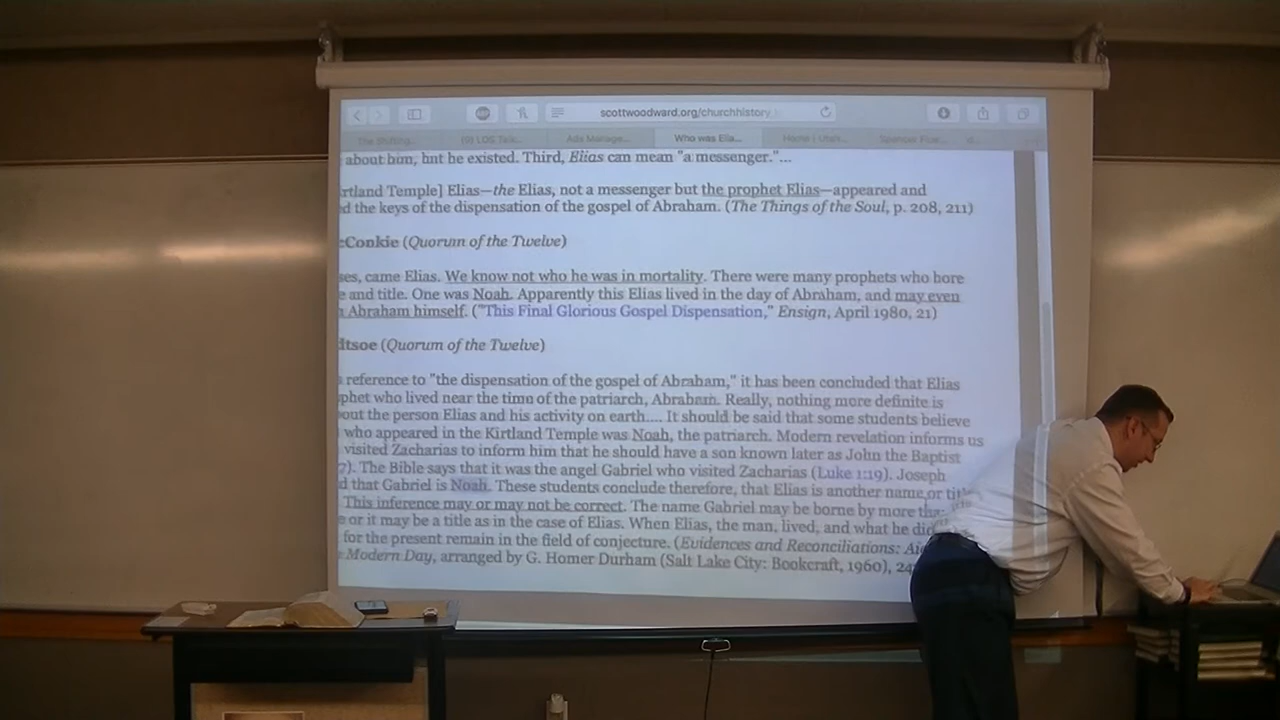 scottwoodward.org/churchhistory
The Shifting...
Ads Manage...
Who was Elia...
Home | Utah...
Spencer Flue...
about him, but he existed. Third, Elias can mean "a messenger."...
rtland Temple] Elias—the Elias, not a messenger but the prophet Elias—appeared and
d the keys of the dispensation of the gospel of Abraham. (The Things of the Soul, p. 208, 211)
cConkie (Quorum of the Twelve)
ses, came Elias. We know not who he was in mortality. There were many prophets who bore
e and title. One was Noah. Apparently this Elias lived in the day of Abraham, and may even
Abraham himself. ("This Final Glorious Gospel Dispensation," Ensign, April 1980, 21)
dtsoe (Quorum of the Twelve)
reference to "the dispensation of the gospel of Abraham," it has been concluded that Elias
phet who lived near the time of the patriarch, Abraham. Really, nothing more definite is
out the person Elias and his activity on earth.... It should be said that some students believe
who appeared in the Kirtland Temple was Noah, the patriarch. Modern revelation informs us
visited Zacharias to inform him that he should have a son known later as John the Baptist
7). The Bible says that it was the angel Gabriel who visited Zacharias (Luke 1:19). Joseph
d that Gabriel is Noah. These students conclude therefore, that Elias is another name or tit
This inference may or may not be correct. The name Gabriel may be borne by more tha
e or it may be a title as in the case of Elias. When Elias, the man, lived, and what he did
for the present remain in the field of conjecture. (Evidences and Reconciliations: Ai
Modern Day, arranged by G. Homer Durham (Salt Lake City: Bookcraft, 1960), 24